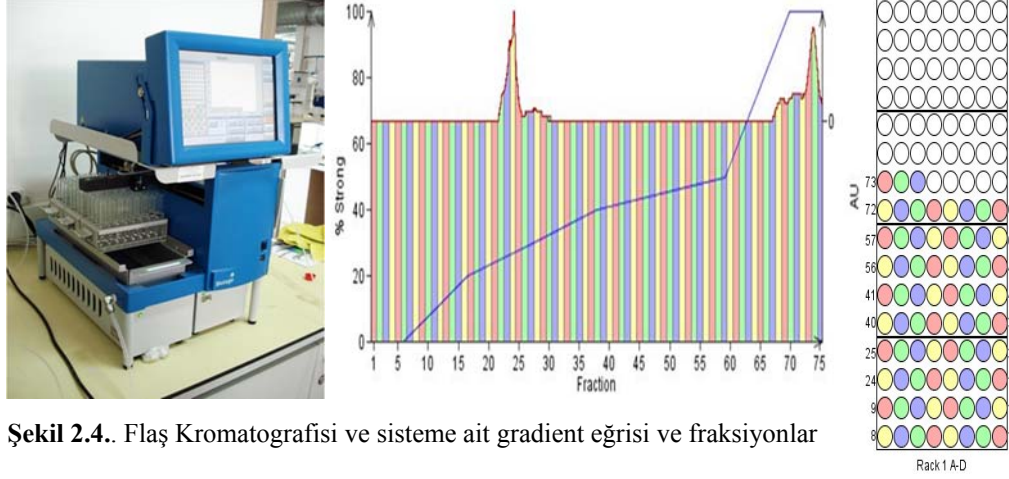 100
80
60
40
20
0
% Strong
1 5 10 15 20 25 30 35 40 45 50 55 60 65 70 75
Fraction
0
AU
73
72
57
56
41
40
25
24
9
8
Rack 1 A-D
Şekil 2.4.. Flaş Kromatografisi ve sisteme ait gradient eğrisi ve fraksiyonlar